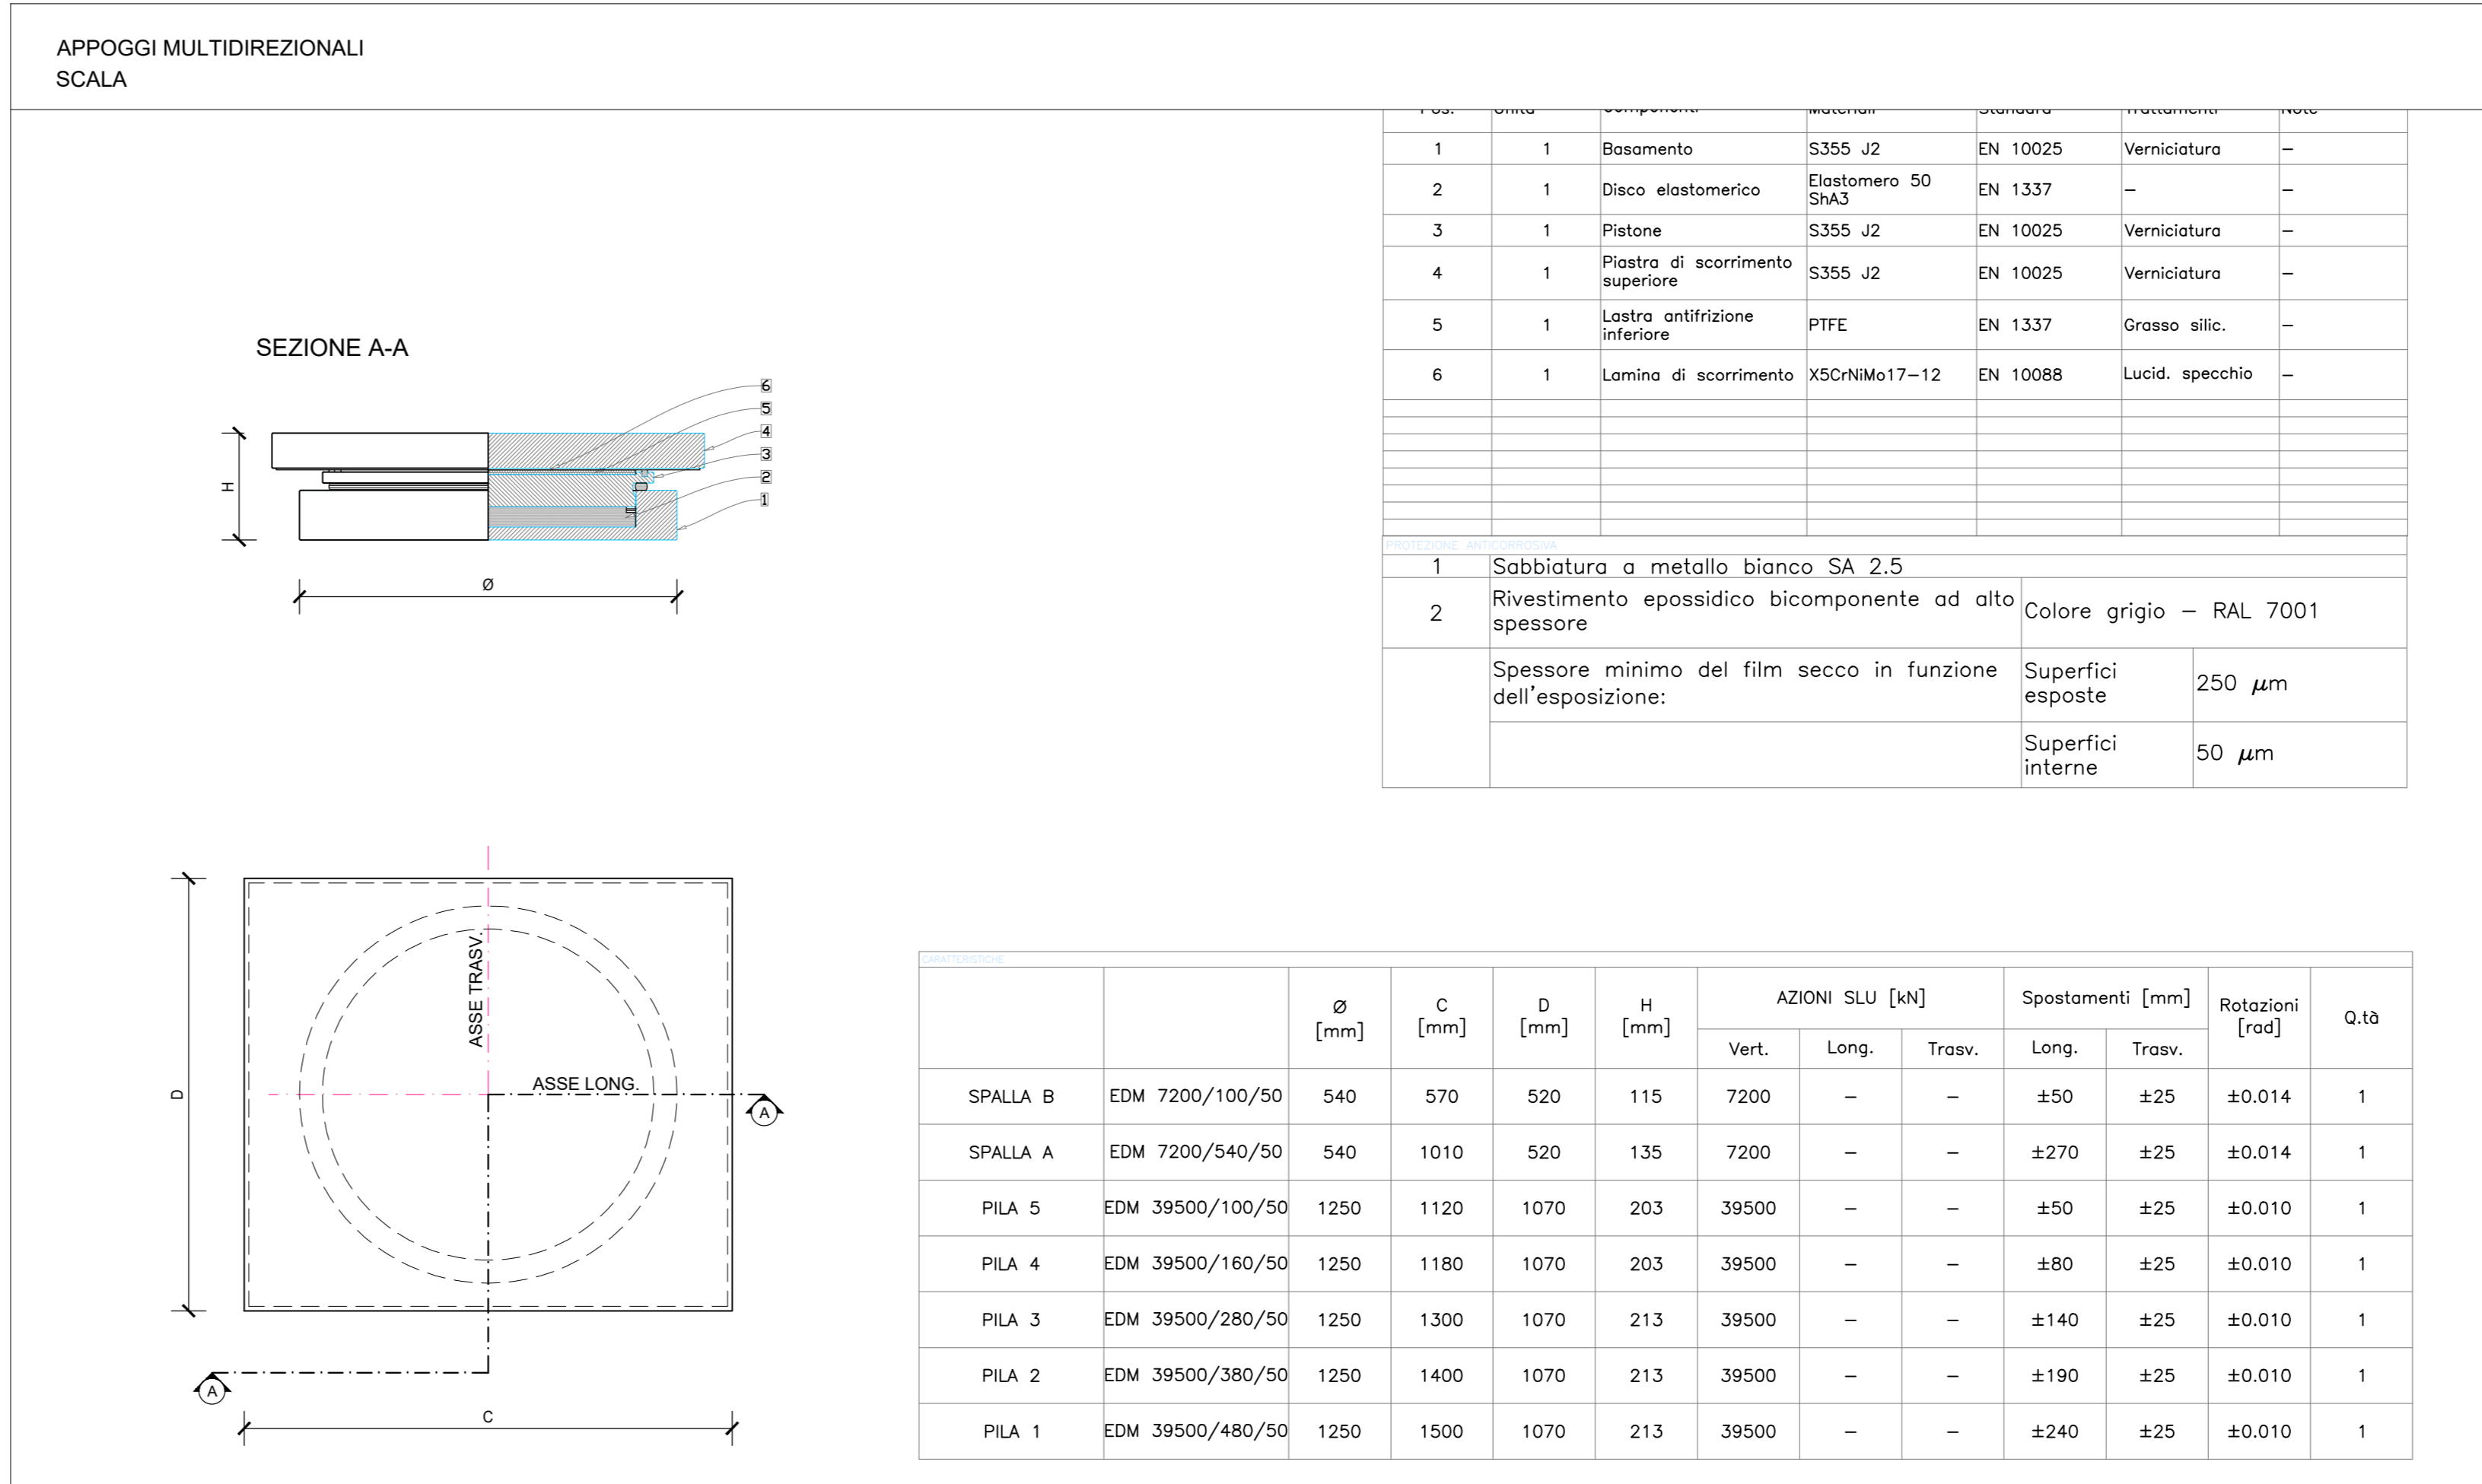 APPOGGI MULTIDIREZIONALI
SCALA
Pos. Unità Componenti Materiali Standard Trattamenti Note
1 1 Basamento S355 J2 EN 10025 Verniciatura –
2 1 Disco elastomerico Elastomero 50 ShA3 EN 1337 – –
3 1 Pistone S355 J2 EN 10025 Verniciatura –
4 1 Piastra di scorrimento superiore S355 J2 EN 10025 Verniciatura –
5 1 Lastra antifrizione inferiore PTFE EN 1337 Grasso silic. –
6 1 Lamina di scorrimento X5CrNiMo17–12 EN 10088 Lucid. specchio –
PROTEZIONE ANTICORROSIVA
1 Sabbiatura a metallo bianco SA 2.5
2 Rivestimento epossidico bicomponente ad alto spessore Colore grigio – RAL 7001
Spessore minimo del film secco in funzione dell'esposizione: Superfici esposte 250 μm
Superfici interne 50 μm
SEZIONE A-A
6
5
4
3
2
1
H
Ø
ASSE TRASV.
ASSE LONG.
D
A
A
C
CARATTERISTICHE
Ø [mm] C [mm] D [mm] H [mm] AZIONI SLU [kN] Spostamenti [mm] Rotazioni [rad] Q.tà
Vert. Long. Trasv. Long. Trasv.
SPALLA B EDM 7200/100/50 540 570 520 115 7200 – – ±50 ±25 ±0.014 1
SPALLA A EDM 7200/540/50 540 1010 520 135 7200 – – ±270 ±25 ±0.014 1
PILA 5 EDM 39500/100/50 1250 1120 1070 203 39500 – – ±50 ±25 ±0.010 1
PILA 4 EDM 39500/160/50 1250 1180 1070 203 39500 – – ±80 ±25 ±0.010 1
PILA 3 EDM 39500/280/50 1250 1300 1070 213 39500 – – ±140 ±25 ±0.010 1
PILA 2 EDM 39500/380/50 1250 1400 1070 213 39500 – – ±190 ±25 ±0.010 1
PILA 1 EDM 39500/480/50 1250 1500 1070 213 39500 – – ±240 ±25 ±0.010 1